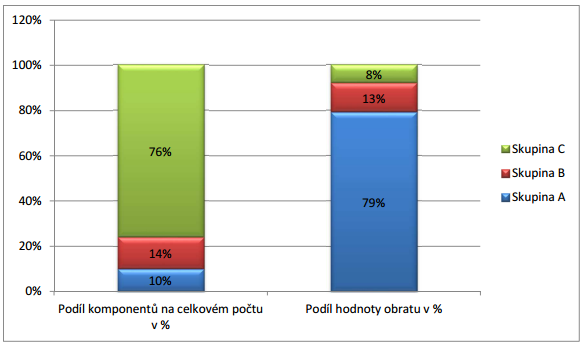 120%
100%
80%
60%
40%
20%
0%
76%
14%
10%
8%
13%
79%
Podíl komponentů na celkovém počtu
v %
Podíl hodnoty obratu v %
Skupina C
Skupina B
Skupina A